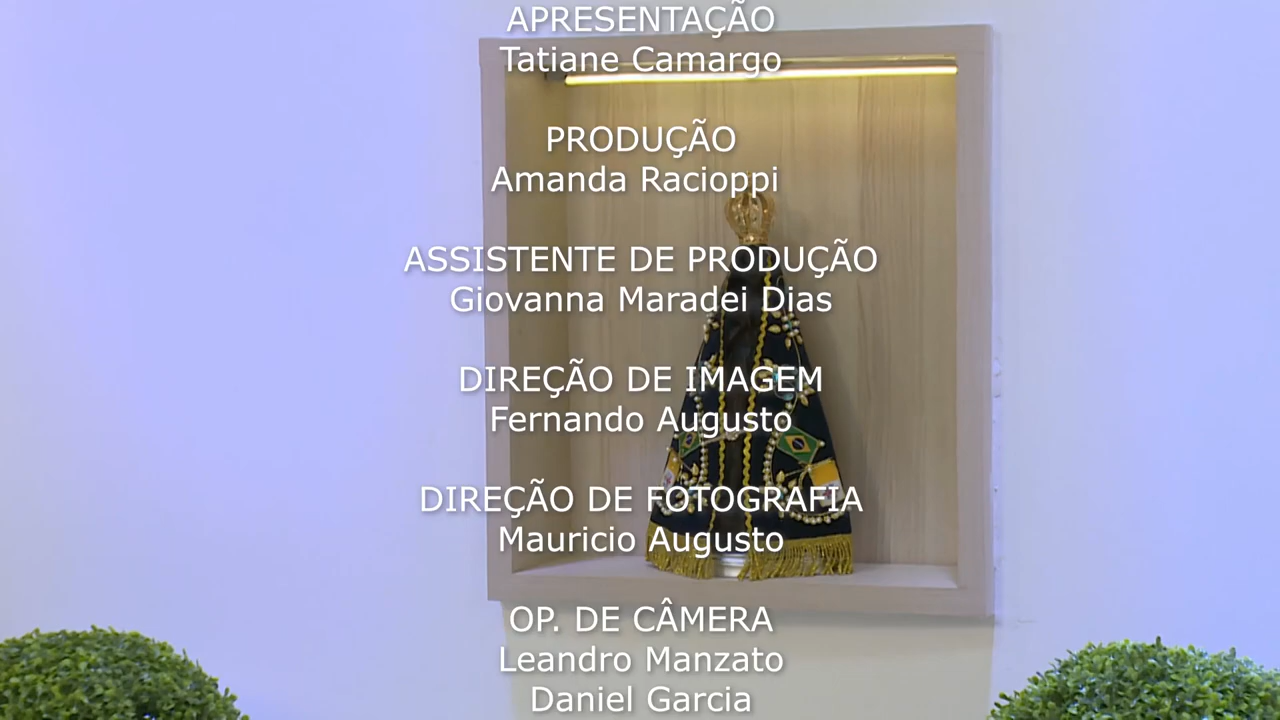 APRESENTAÇÃO
Tatiane Camargo
PRODUÇÃO
Amanda Racioppi
ASSISTENTE DE PRODUÇÃO
Giovanna Maradei Dias
DIREÇÃO DE IMAGEM
Fernando Augusto
DIREÇÃO DE FOTOGRAFIA
Mauricio Augusto
OP. DE CÂMERA
Leandro Manzato
Daniel Garcia